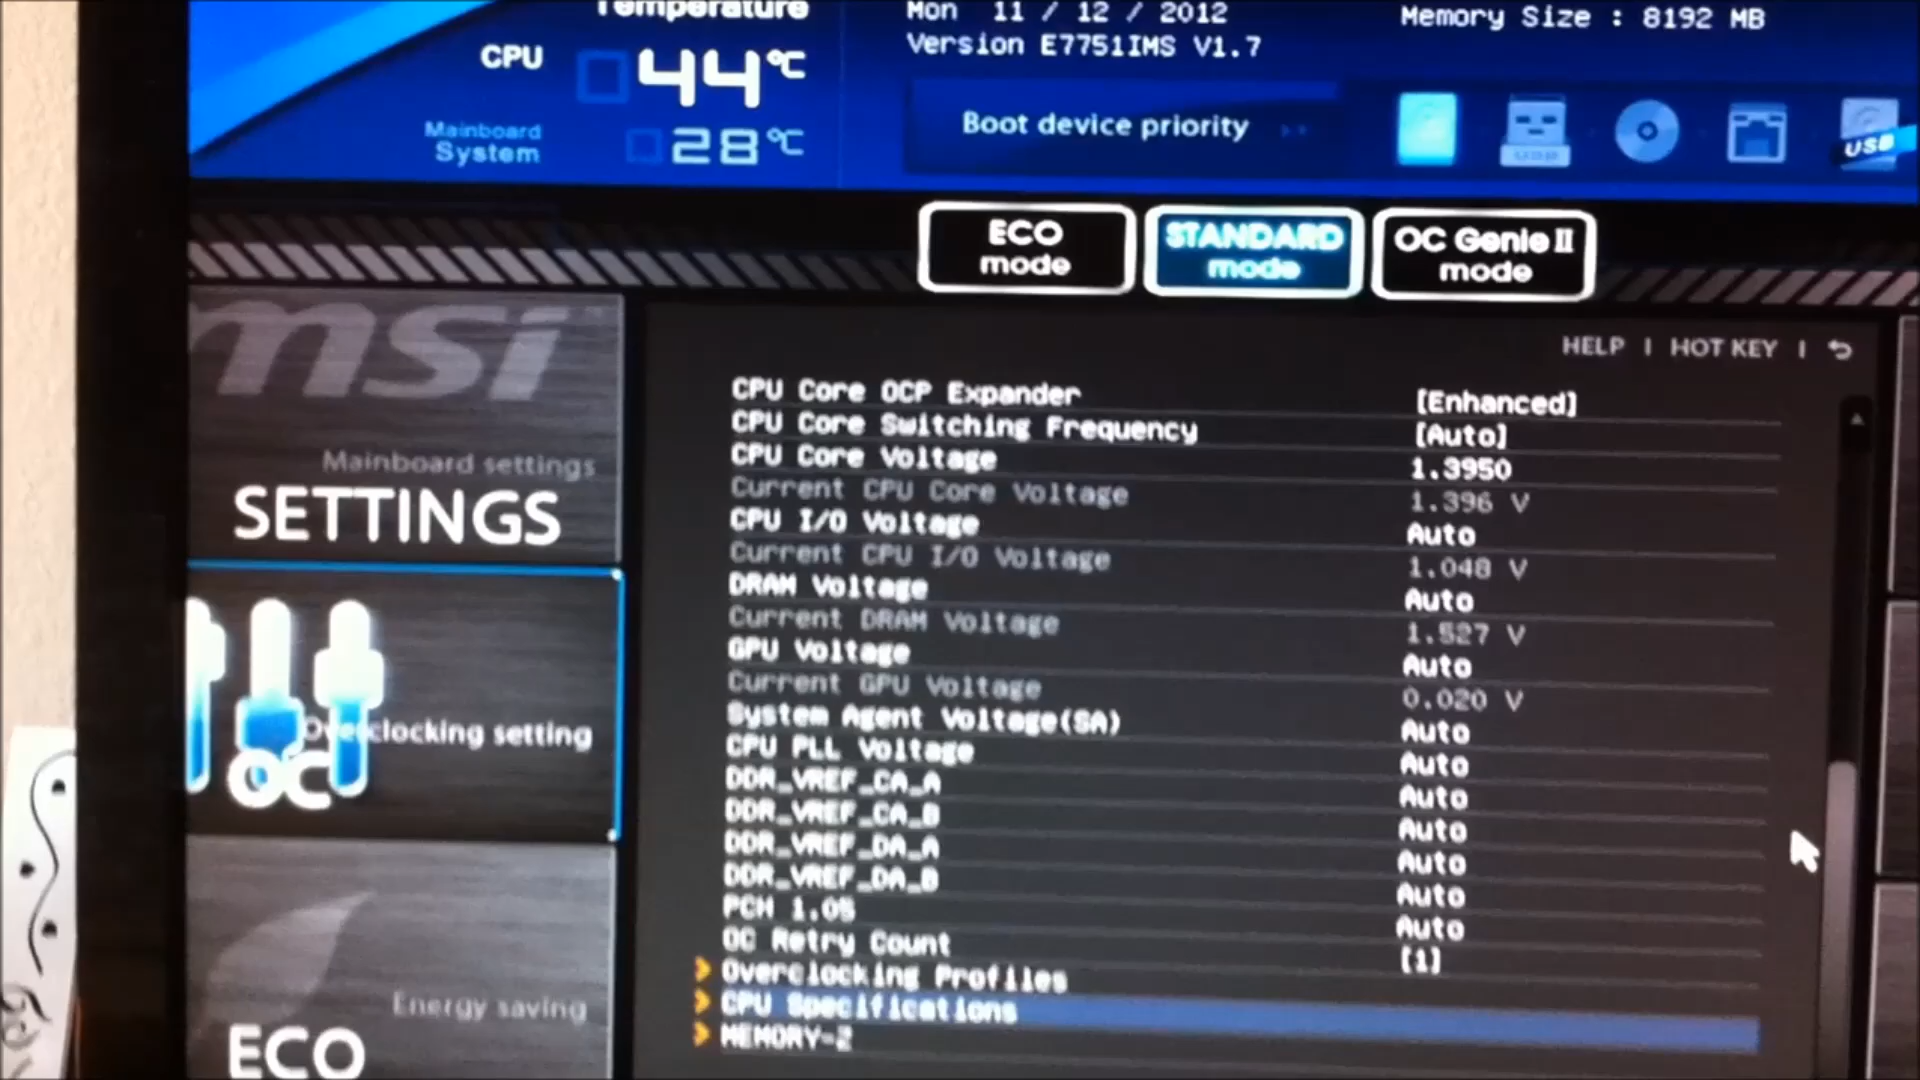 Temperature
CPU 44°C
Mainboard
System 28°C
Mon 11 / 12 / 2012
Version E7751IMS V1.7
Memory Size : 8192 MB
Boot device priority
USB
USB
ECO
mode
STANDARD
mode
OC Genie II
mode
msi
Mainboard settings
SETTINGS
Overclocking setting
OC
Energy saving
ECO
HELP | HOT KEY |
CPU Core OCP Expander [Enhanced]
CPU Core Switching Frequency [Auto]
CPU Core Voltage 1.3950
Current CPU Core Voltage 1.396 V
CPU I/O Voltage Auto
Current CPU I/O Voltage 1.048 V
DRAM Voltage Auto
Current DRAM Voltage 1.527 V
GPU Voltage Auto
Current GPU Voltage 0.020 V
System Agent Voltage(SA) Auto
CPU PLL Voltage Auto
DDR_VREF_CA_A Auto
DDR_VREF_CA_B Auto
DDR_VREF_DA_A Auto
DDR_VREF_DA_B Auto
PCH 1.05 Auto
OC Retry Count [1]
Overclocking Profiles
CPU Specifications
MEMORY-Z